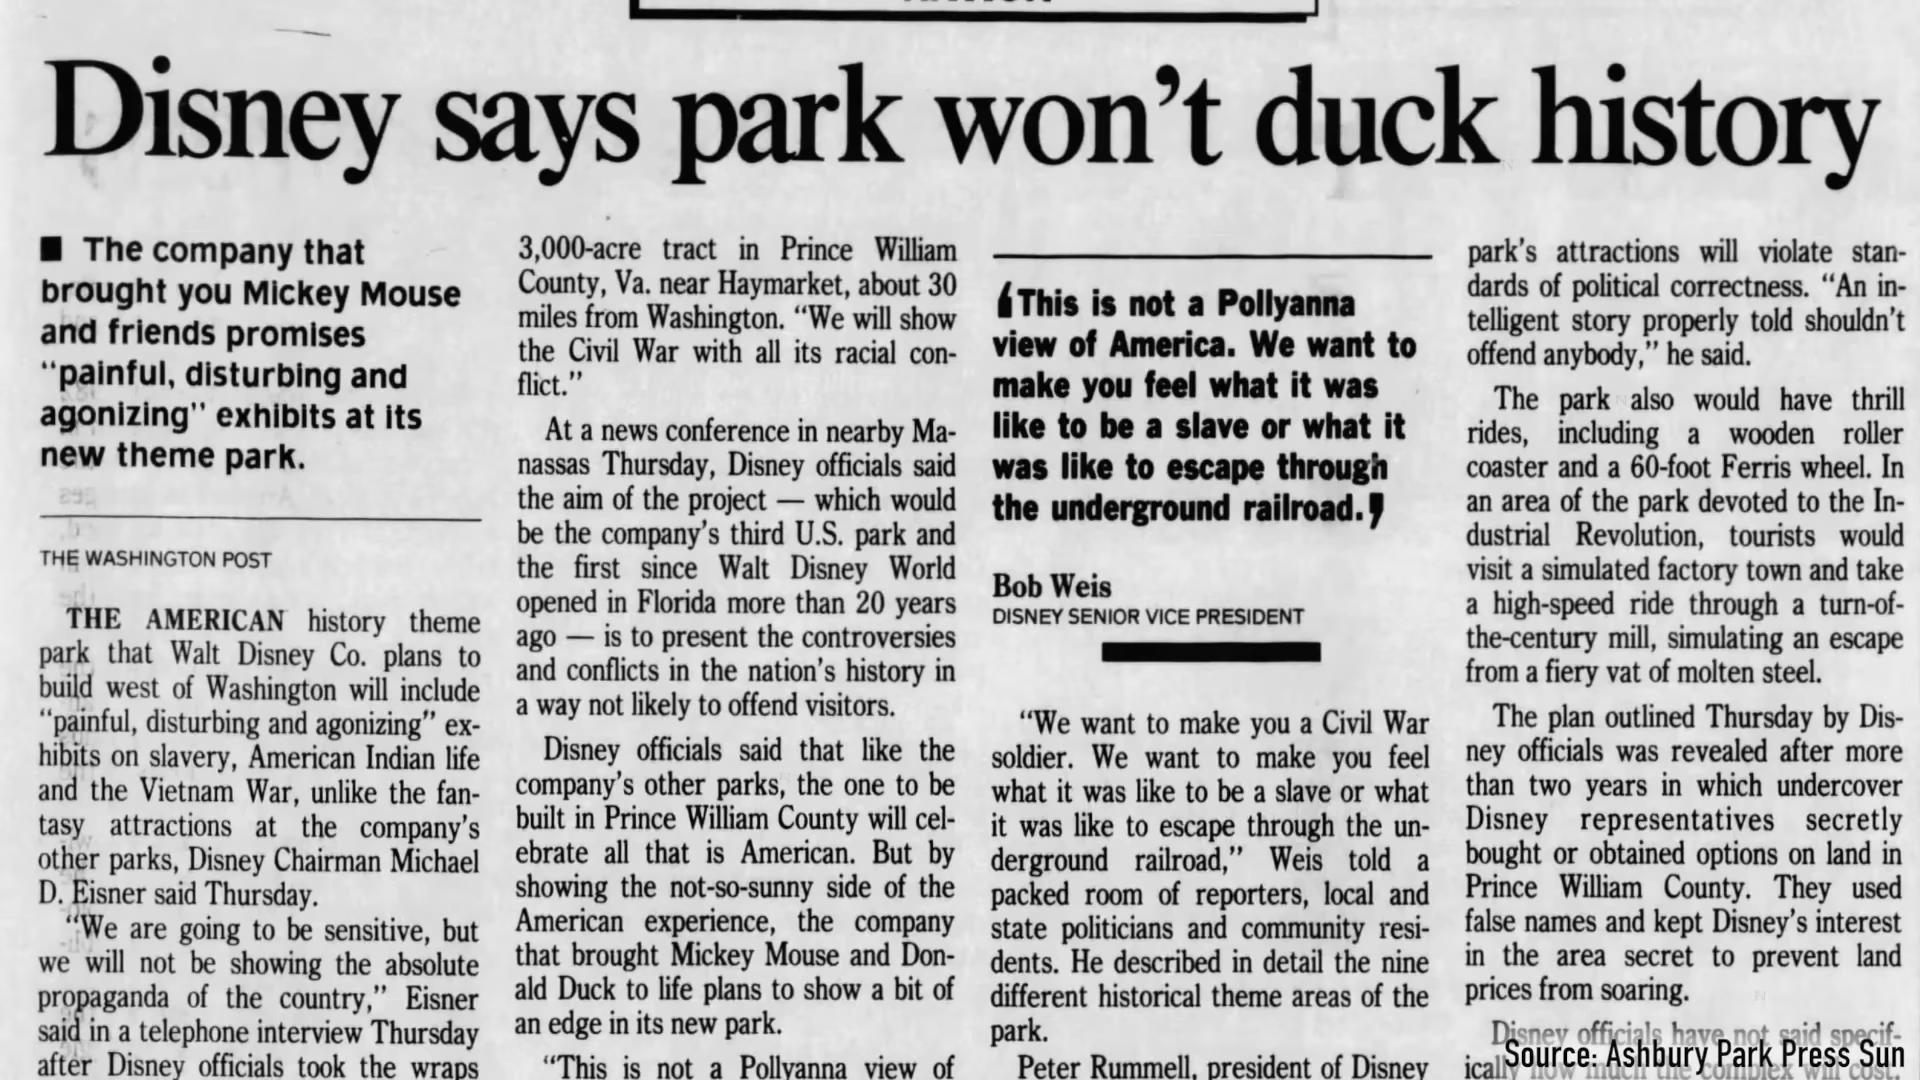 Disney says park won't duck history
■ The company that
brought you Mickey Mouse
and friends promises
"painful, disturbing and
agonizing" exhibits at its
new theme park.
THE WASHINGTON POST
THE AMERICAN history theme
park that Walt Disney Co. plans to
build west of Washington will include
"painful, disturbing and agonizing" ex-
hibits on slavery, American Indian life
and the Vietnam War, unlike the fan-
tasy attractions at the company's
other parks, Disney Chairman Michael
D. Eisner said Thursday.
"We are going to be sensitive, but
we will not be showing the absolute
propaganda of the country," Eisner
said in a telephone interview Thursday
after Disney officials took the wraps
3,000-acre tract in Prince William
County, Va. near Haymarket, about 30
miles from Washington. "We will show
the Civil War with all its racial con-
flict."
At a news conference in nearby Ma-
nassas Thursday, Disney officials said
the aim of the project — which would
be the company's third U.S. park and
the first since Walt Disney World
opened in Florida more than 20 years
ago — is to present the controversies
and conflicts in the nation's history in
a way not likely to offend visitors.
Disney officials said that like the
company's other parks, the one to be
built in Prince William County will cel-
ebrate all that is American. But by
showing the not-so-sunny side of the
American experience, the company
that brought Mickey Mouse and Don-
ald Duck to life plans to show a bit of
an edge in its new park.
"This is not a Pollyanna view of
‘This is not a Pollyanna
view of America. We want to
make you feel what it was
like to be a slave or what it
was like to escape through
the underground railroad.’
Bob Weis
DISNEY SENIOR VICE PRESIDENT
"We want to make you a Civil War
soldier. We want to make you feel
what it was like to be a slave or what
it was like to escape through the un-
derground railroad," Weis told a
packed room of reporters, local and
state politicians and community resi-
dents. He described in detail the nine
different historical theme areas of the
park.
Peter Rummell, president of Disney
park's attractions will violate stan-
dards of political correctness. "An in-
telligent story properly told shouldn't
offend anybody," he said.
The park also would have thrill
rides, including a wooden roller
coaster and a 60-foot Ferris wheel. In
an area of the park devoted to the In-
dustrial Revolution, tourists would
visit a simulated factory town and take
a high-speed ride through a turn-of-
the-century mill, simulating an escape
from a fiery vat of molten steel.
The plan outlined Thursday by Dis-
ney officials was revealed after more
than two years in which undercover
Disney representatives secretly
bought or obtained options on land in
Prince William County. They used
false names and kept Disney's interest
in the area secret to prevent land
prices from soaring.
Disney officials have not said specif-
ically how much the complex will cost.
Source: Ashbury Park Press Sun